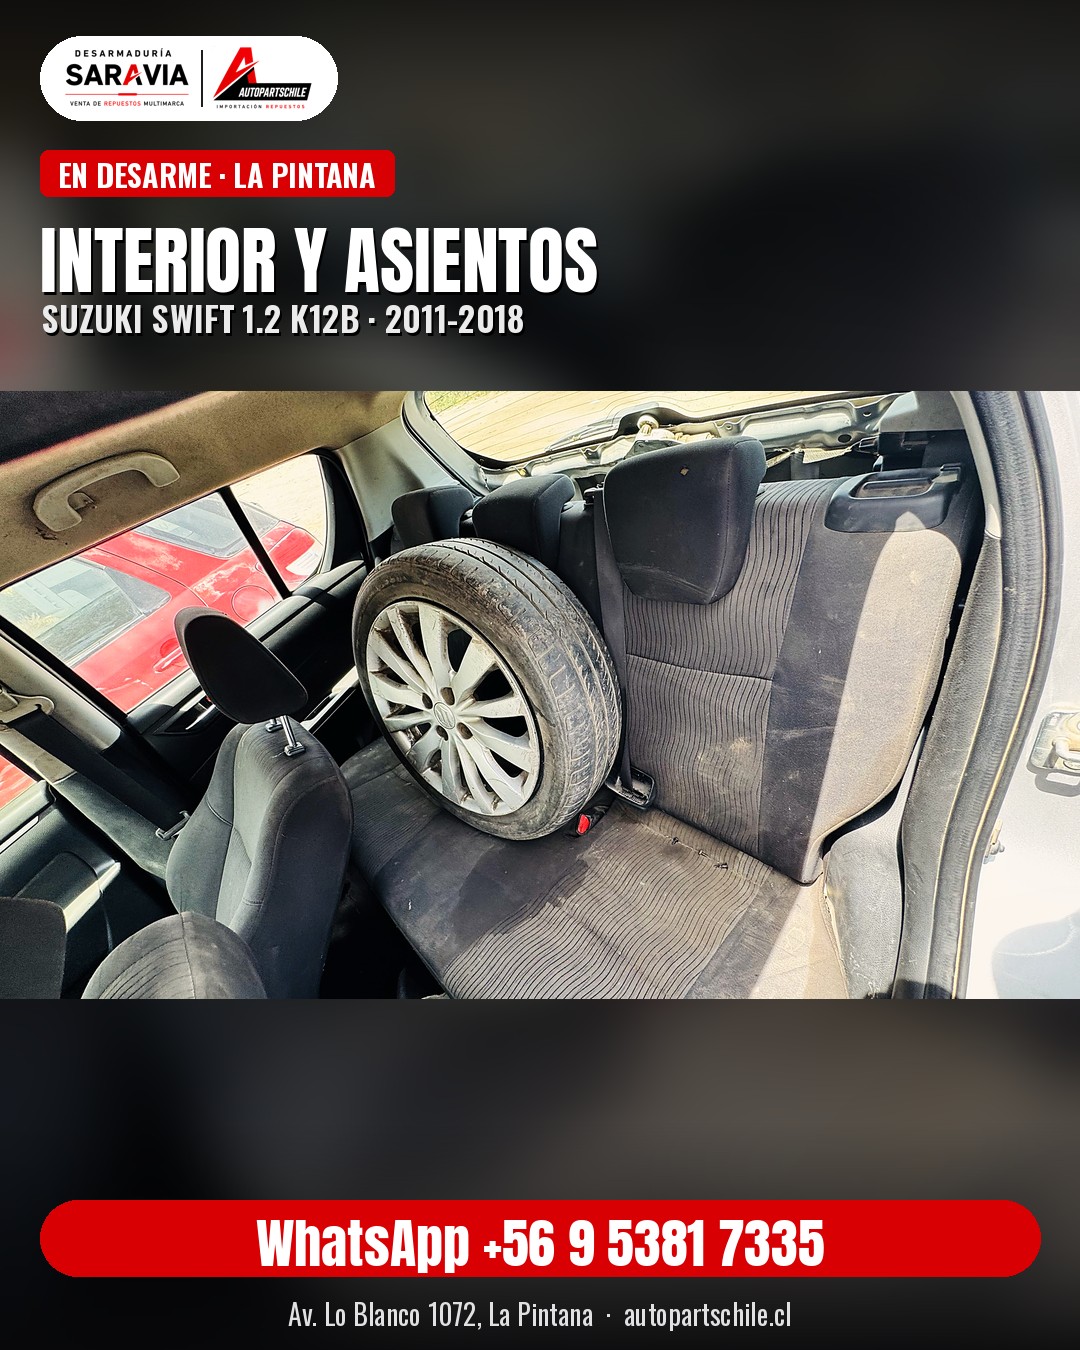 DESARMADURÍA
SARAVIA
VENTA DE REPUESTOS MULTIMARCA
AUTOPARTSCHILE
IMPORTACIÓN REPUESTOS
EN DESARME · LA PINTANA
INTERIOR Y ASIENTOS
SUZUKI SWIFT 1.2 K12B · 2011-2018
WhatsApp +56 9 5381 7335
Av. Lo Blanco 1072, La Pintana · autopartschile.cl